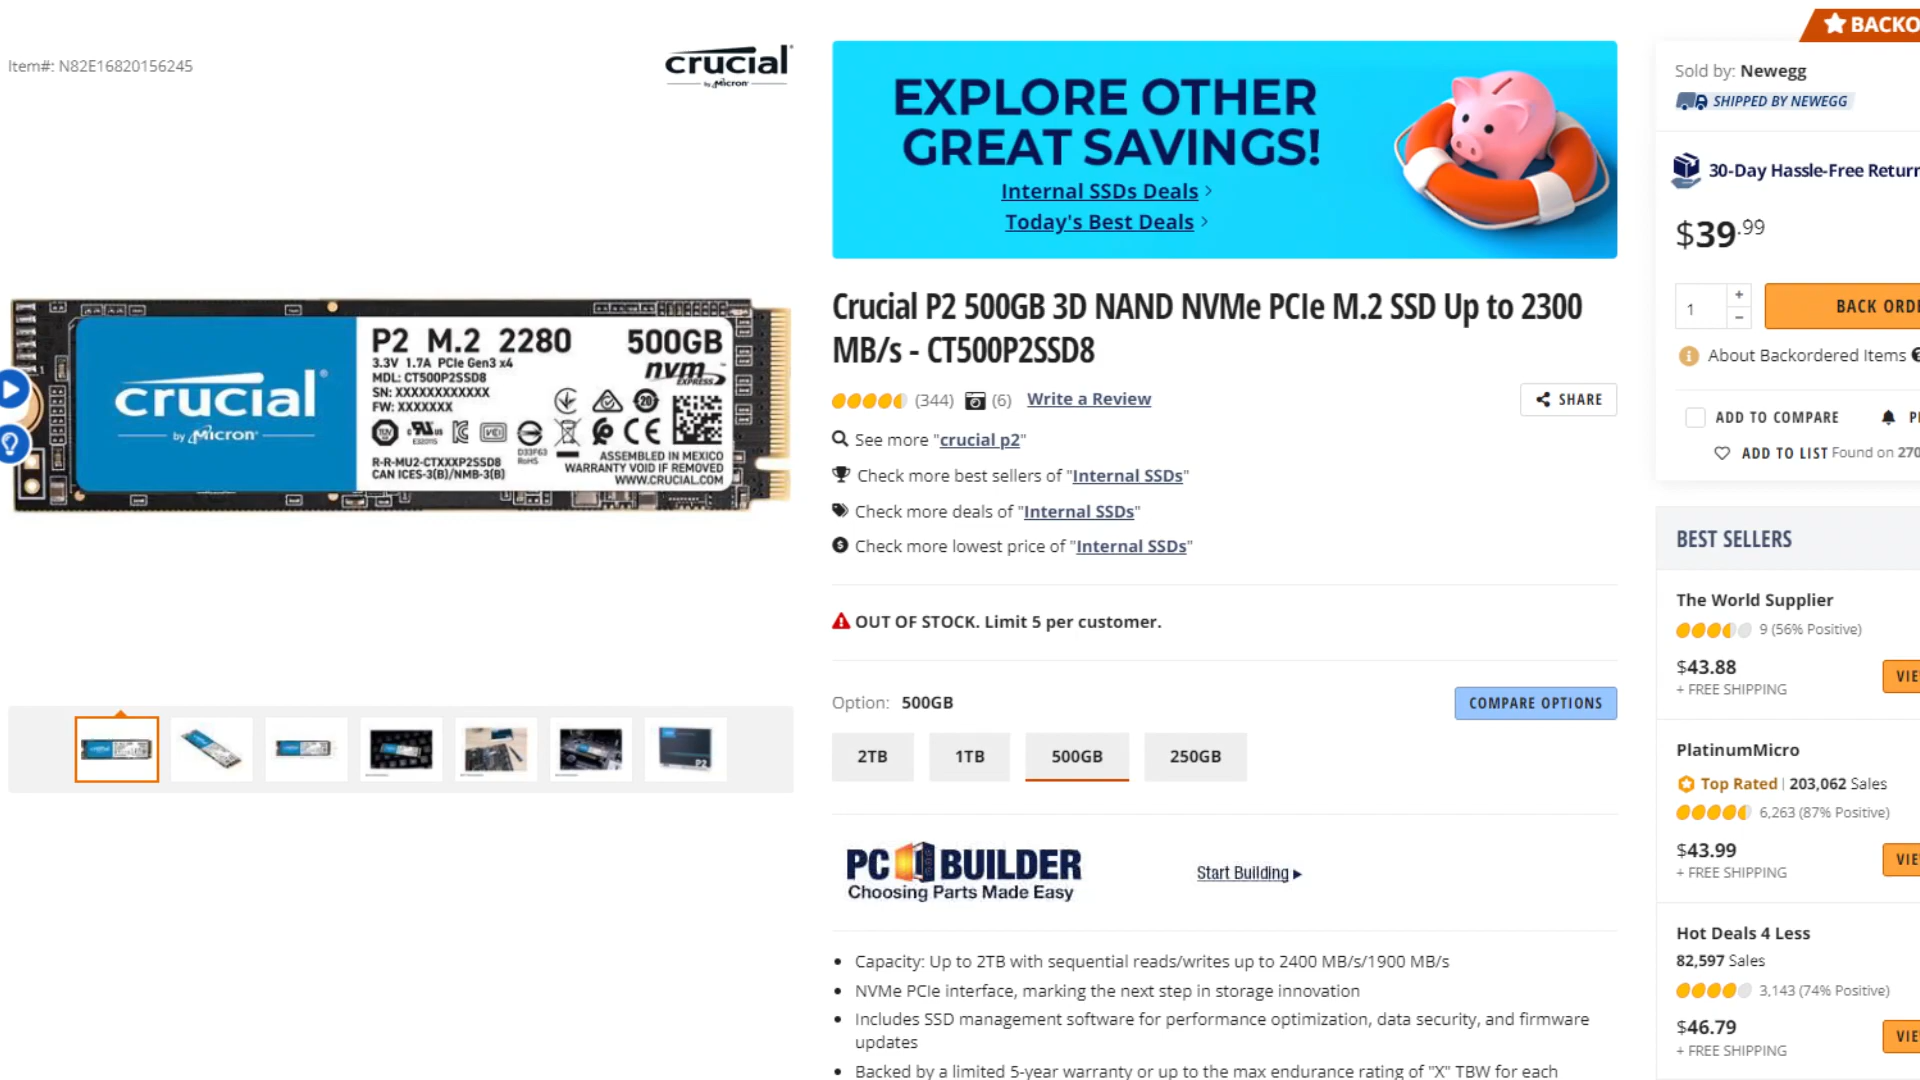 BACKO
Item#: N82E16820156245
crucial
by Micron
EXPLORE OTHER
GREAT SAVINGS!
Internal SSDs Deals
Today's Best Deals
Sold by: Newegg
SHIPPED BY NEWEGG
30-Day Hassle-Free Return
$39.99
1
+
−
BACK ORDE
About Backordered Items
ADD TO COMPARE
ADD TO LIST Found on 270
P2 M.2 2280 500GB
3.3V 1.7A PCIe Gen3 x4
nvm
EXPRESS
MDL: CT500P2SSD8
SN: XXXXXXXXXXXX
FW: XXXXXXX
crucial
by Micron
R-R-MU2-CTXXXP2SSD8
CAN ICES-3(B)/NMB-3(B)
ASSEMBLED IN MEXICO
WARRANTY VOID IF REMOVED
WWW.CRUCIAL.COM
Crucial P2 500GB 3D NAND NVMe PCIe M.2 SSD Up to 2300
MB/s - CT500P2SSD8
(344) (6) Write a Review
SHARE
See more "crucial p2"
Check more best sellers of "Internal SSDs"
Check more deals of "Internal SSDs"
Check more lowest price of "Internal SSDs"
OUT OF STOCK. Limit 5 per customer.
Option: 500GB
COMPARE OPTIONS
2TB 1TB 500GB 250GB
PC BUILDER
Choosing Parts Made Easy
Start Building
Capacity: Up to 2TB with sequential reads/writes up to 2400 MB/s/1900 MB/s
NVMe PCIe interface, marking the next step in storage innovation
Includes SSD management software for performance optimization, data security, and firmware
updates
Backed by a limited 5-year warranty or up to the max endurance rating of "X" TBW for each
BEST SELLERS
The World Supplier
9 (56% Positive)
$43.88
+ FREE SHIPPING
VIE
PlatinumMicro
Top Rated | 203,062 Sales
6,263 (87% Positive)
$43.99
+ FREE SHIPPING
VIE
Hot Deals 4 Less
82,597 Sales
3,143 (74% Positive)
$46.79
+ FREE SHIPPING
VIE